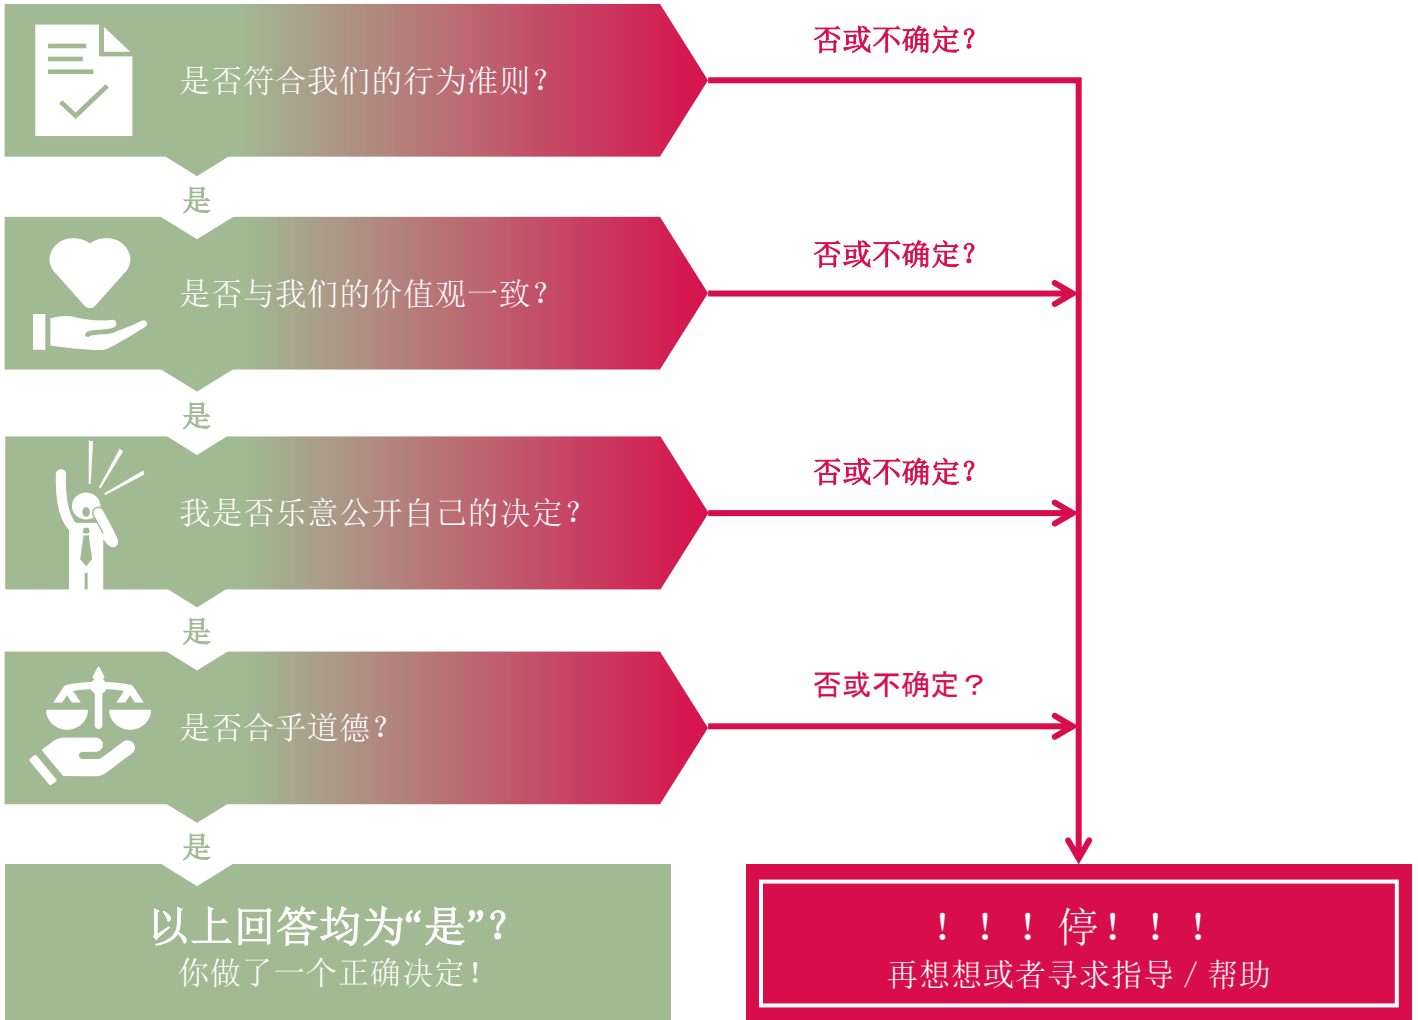 是否符合我们的行为准则？
否或不确定？
是
是否与我们的价值观一致？
否或不确定？
是
我是否乐意公开自己的决定？
否或不确定？
是
是否合乎道德？
否或不确定？
是
以上回答均为“是”？
你做了一个正确决定！
！！！停！！！
再想想或者寻求指导 / 帮助